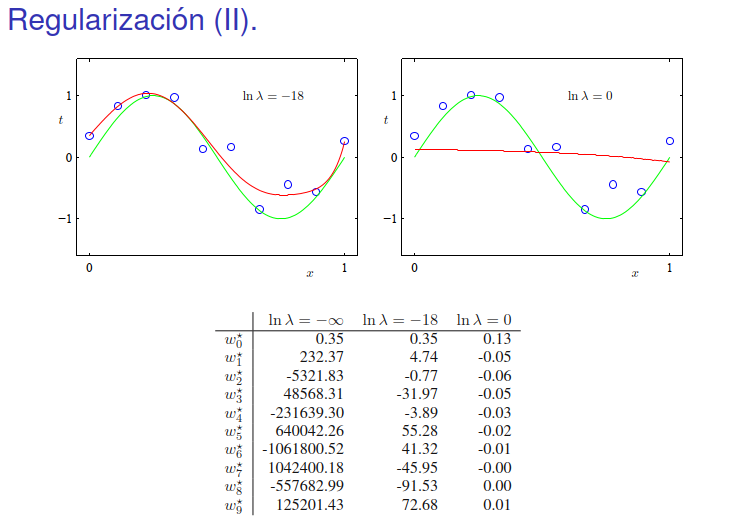 Regularización (II).
1
ln λ = −18
t
0
−1
0
x
1
1
ln λ = 0
t
0
−1
0
x
1
ln λ = −∞ ln λ = −18 ln λ = 0
w₀* 0.35 0.35 0.13
w₁* 232.37 4.74 -0.05
w₂* -5321.83 -0.77 -0.06
w₃* 48568.31 -31.97 -0.05
w₄* -231639.30 -3.89 -0.03
w₅* 640042.26 55.28 -0.02
w₆* -1061800.52 41.32 -0.01
w₇* 1042400.18 -45.95 -0.00
w₈* -557682.99 -91.53 0.00
w₉* 125201.43 72.68 0.01